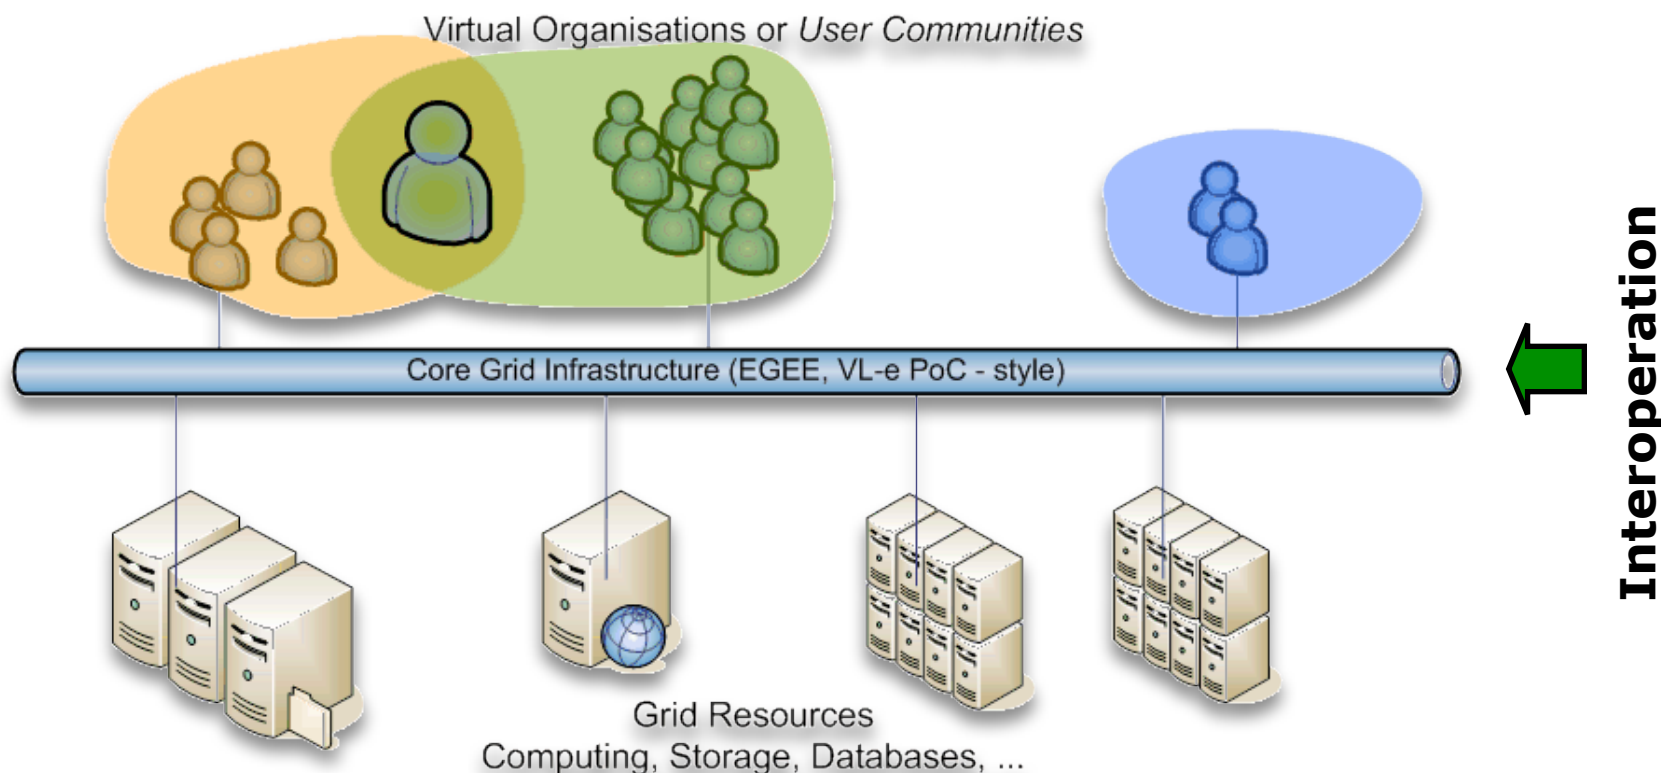 Virtual Organisations or User Communities
Core Grid Infrastructure (EGEE, VL-e PoC - style)
Interoperation
Grid Resources
Computing, Storage, Databases, ...